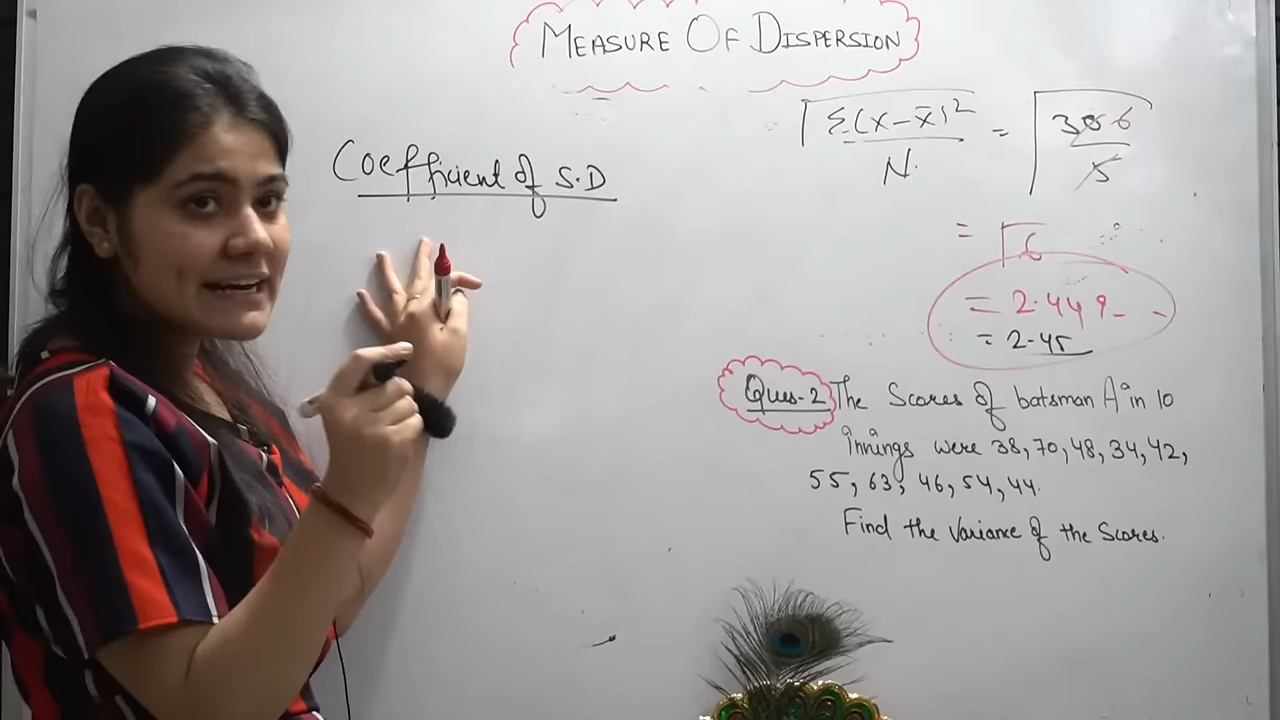 MEASURE OF DISPERSION
Coefficient of S.D
√Σ(x-x̄)²/N = √30 6/5
= √6
= 2.449--
= 2.45
Ques-2 The Scores of batsman A in 10
innings were 38, 70, 48, 34, 42,
55, 63, 46, 54, 44.
Find the Variance of the Scores.